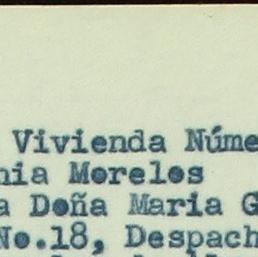 Vivienda Núme
nia Morelos
a Doña Maria G
No.18, Despach